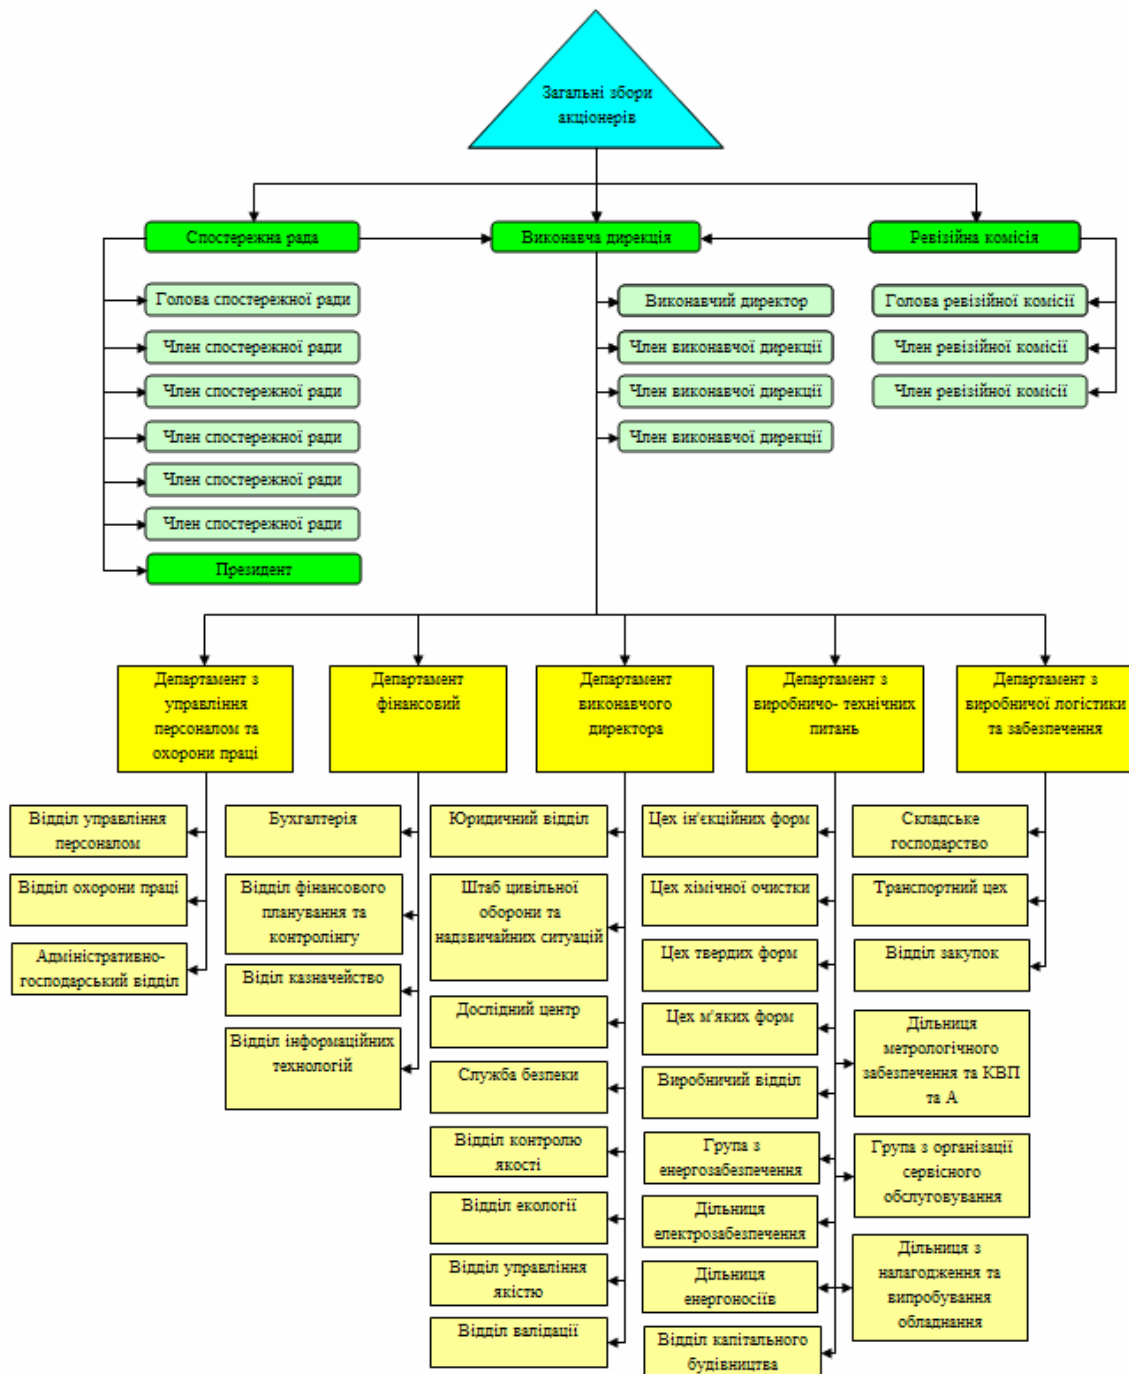 Загальні збори
акціонерів
Спостережна рада
Виконавча дирекція
Ревізійна комісія
Голова спостережної ради
Член спостережної ради
Член спостережної ради
Член спостережної ради
Член спостережної ради
Член спостережної ради
Президент
Виконавчий директор
Член виконавчої дирекції
Член виконавчої дирекції
Член виконавчої дирекції
Голова ревізійної комісії
Член ревізійної комісії
Член ревізійної комісії
Департамент з
управління
персоналом та
охорони праці
Департамент
фінансовий
Департамент
виконавчого
директора
Департамент з
виробничо- технічних
питань
Департамент з
виробничої логістики
та забезпечення
Відділ управління
персоналом
Відділ охорони праці
Адміністративно-
господарський відділ
Бухгалтерія
Відділ фінансового
планування та
контролінгу
Віділ казначейство
Відділ інформаційних
технологій
Юридичний відділ
Штаб цивільної
оборони та
надзвичайних ситуацій
Дослідний центр
Служба безпеки
Відділ контролю
якості
Відділ екології
Відділ управління
якістю
Відділ валідації
Цех ін'єкційних форм
Цех хімічної очистки
Цех твердих форм
Цех м'яких форм
Виробничий відділ
Група з
енергозабезпечення
Дільниця
електрозабезпечення
Дільниця
енергоносіїв
Відділ капітального
будівництва
Складське
господарство
Транспортний цех
Відділ закупок
Дільниця
метрологічного
забезпечення та КВП
та А
Група з організації
сервісного
обслуговування
Дільниця з
налагодження та
випробування
обладнання